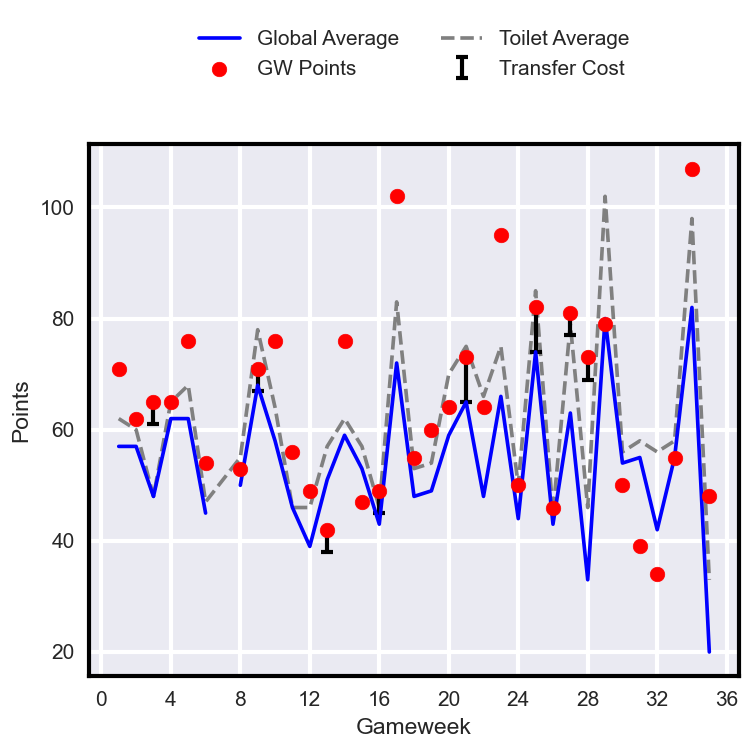 Global Average
Toilet Average
GW Points
Transfer Cost
100
80
60
40
20
Points
0 4 8 12 16 20 24 28 32 36
Gameweek